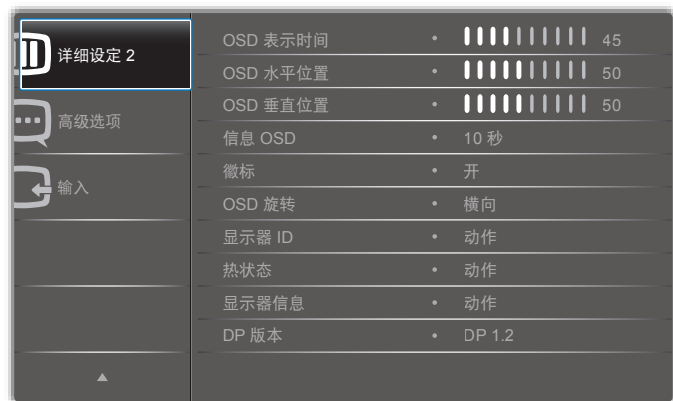 详细设定 2
高级选项
输入
OSD 表示时间 • 45
OSD 水平位置 • 50
OSD 垂直位置 • 50
信息 OSD • 10 秒
徽标 • 开
OSD 旋转 • 横向
显示器 ID • 动作
热状态 • 动作
显示器信息 • 动作
DP 版本 • DP 1.2